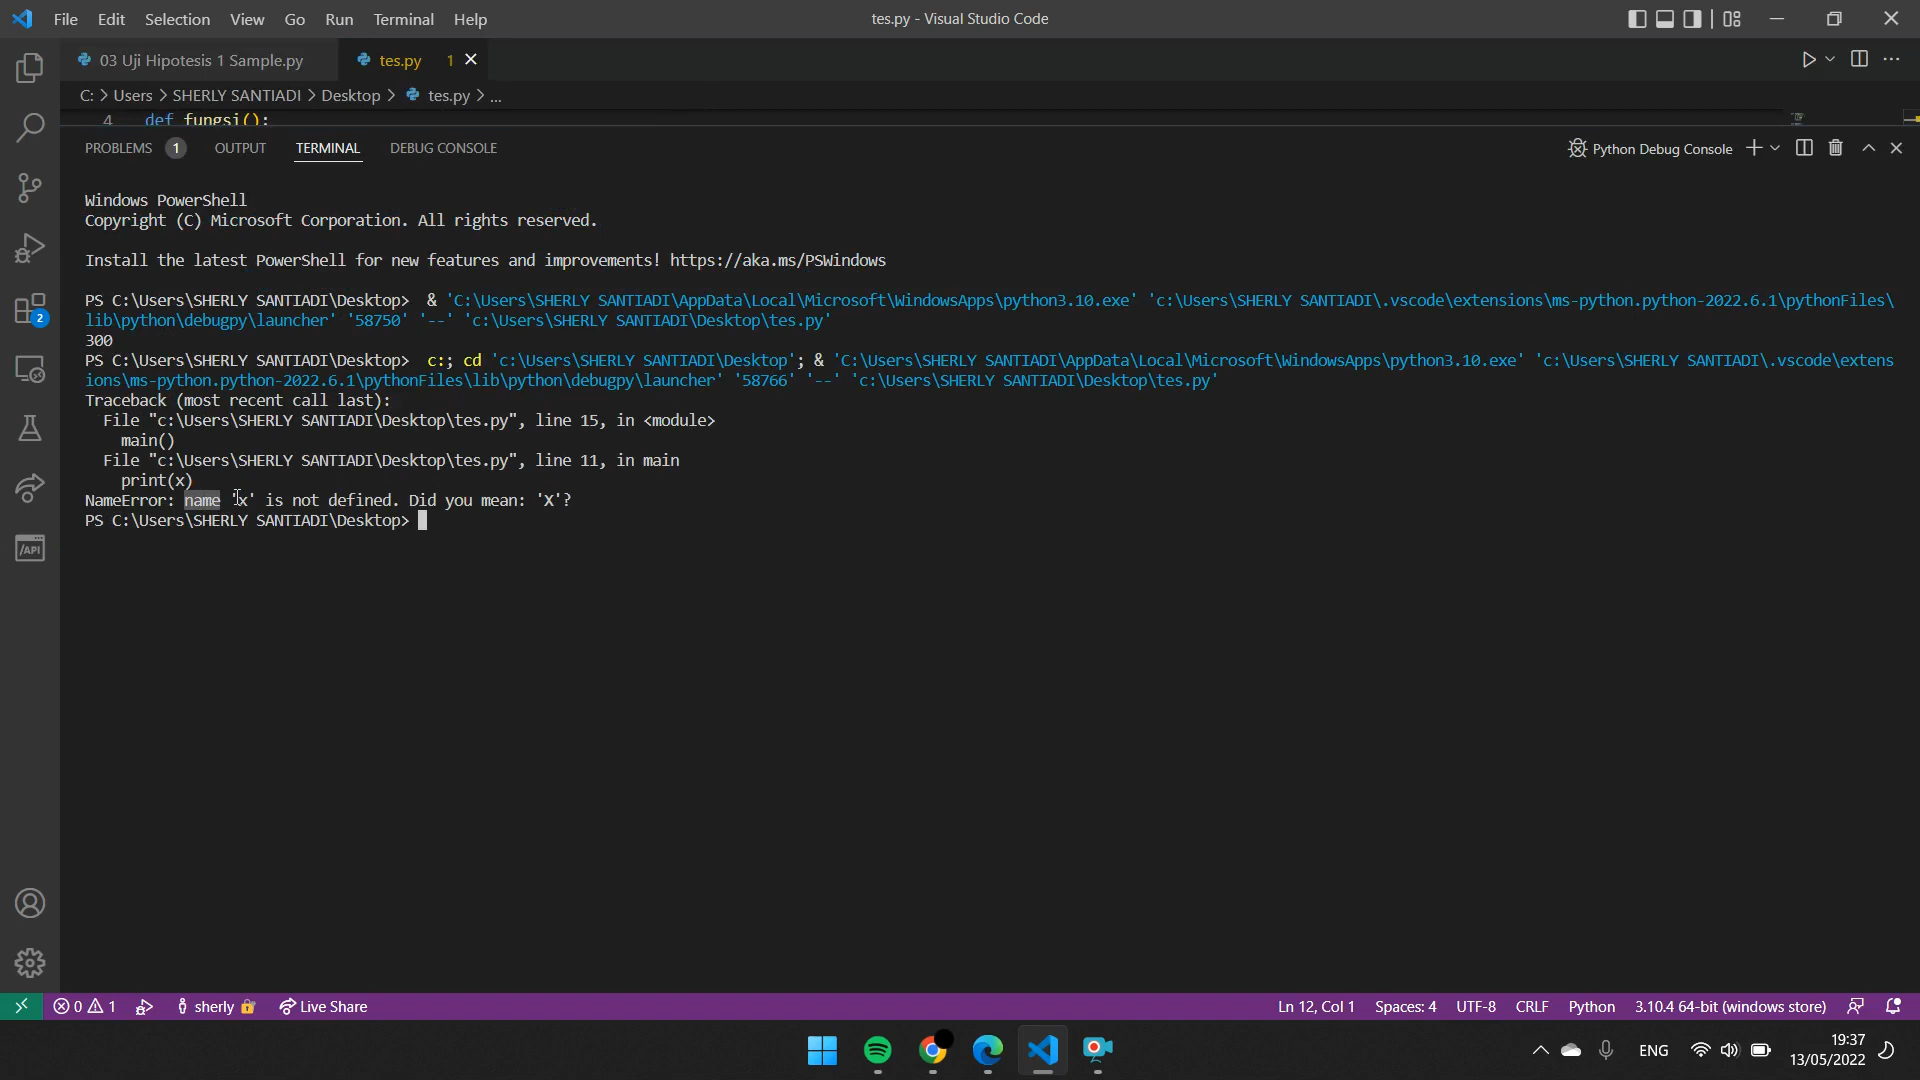 File Edit Selection View Go Run Terminal Help
tes.py - Visual Studio Code
03 Uji Hipotesis 1 Sample.py
tes.py 1
C: > Users > SHERLY SANTIADI > Desktop > tes.py > ...
4 def fungsi():
PROBLEMS 1 OUTPUT TERMINAL DEBUG CONSOLE
Python Debug Console
Windows PowerShell
Copyright (C) Microsoft Corporation. All rights reserved.
Install the latest PowerShell for new features and improvements! https://aka.ms/PSWindows
PS C:\Users\SHERLY SANTIADI\Desktop>  & 'C:\Users\SHERLY SANTIADI\AppData\Local\Microsoft\WindowsApps\python3.10.exe' 'c:\Users\SHERLY SANTIADI\.vscode\extensions\ms-python.python-2022.6.1\pythonFiles\
lib\python\debugpy\launcher' '58750' '--' 'c:\Users\SHERLY SANTIADI\Desktop\tes.py'
300
PS C:\Users\SHERLY SANTIADI\Desktop>  c:; cd 'c:\Users\SHERLY SANTIADI\Desktop'; & 'C:\Users\SHERLY SANTIADI\AppData\Local\Microsoft\WindowsApps\python3.10.exe' 'c:\Users\SHERLY SANTIADI\.vscode\extens
ions\ms-python.python-2022.6.1\pythonFiles\lib\python\debugpy\launcher' '58766' '--' 'c:\Users\SHERLY SANTIADI\Desktop\tes.py'
Traceback (most recent call last):
  File "c:\Users\SHERLY SANTIADI\Desktop\tes.py", line 15, in <module>
    main()
  File "c:\Users\SHERLY SANTIADI\Desktop\tes.py", line 11, in main
    print(x)
NameError: name 'x' is not defined. Did you mean: 'X'?
PS C:\Users\SHERLY SANTIADI\Desktop>
2
/API
0 1 sherly Live Share
Ln 12, Col 1 Spaces: 4 UTF-8 CRLF Python 3.10.4 64-bit (windows store)
ENG
19:37
13/05/2022